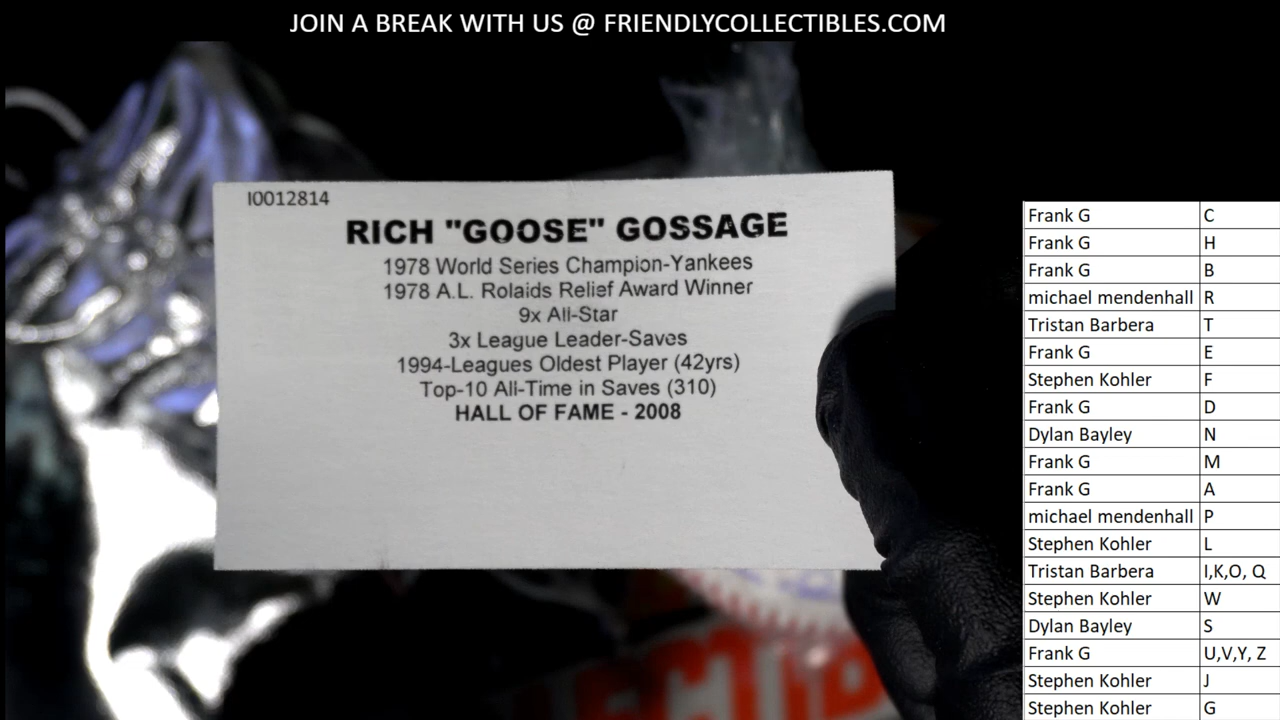 JOIN A BREAK WITH US @ FRIENDLYCOLLECTIBLES.COM
I0012814
RICH "GOOSE" GOSSAGE
1978 World Series Champion-Yankees
1978 A.L. Rolaids Relief Award Winner
9x All-Star
3x League Leader-Saves
1994-Leagues Oldest Player (42yrs)
Top-10 All-Time in Saves (310)
HALL OF FAME - 2008
Frank G C
Frank G H
Frank G B
michael mendenhall R
Tristan Barbera T
Frank G E
Stephen Kohler F
Frank G D
Dylan Bayley N
Frank G M
Frank G A
michael mendenhall P
Stephen Kohler L
Tristan Barbera I,K,O, Q
Stephen Kohler W
Dylan Bayley S
Frank G U,V,Y, Z
Stephen Kohler J
Stephen Kohler G